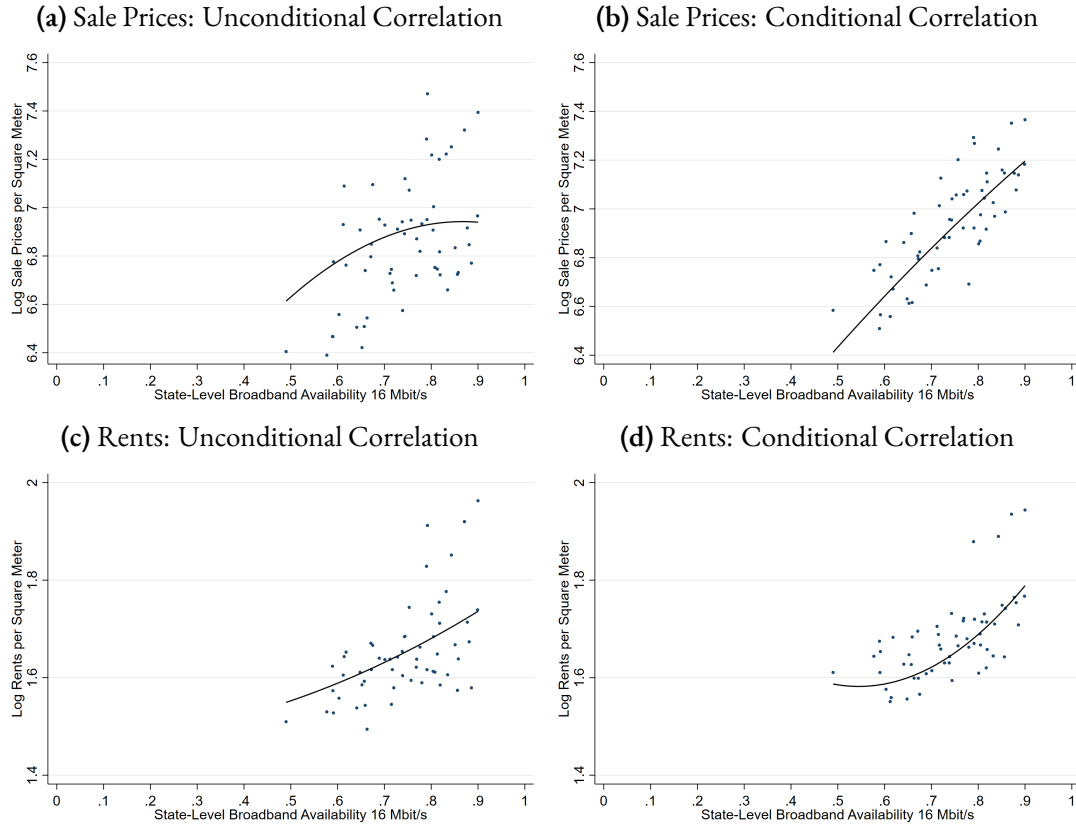 (a) Sale Prices: Unconditional Correlation
Log Sale Prices per Square Meter
7.6
7.4
7.2
7
6.8
6.6
6.4
0 .1 .2 .3 .4 .5 .6 .7 .8 .9 1
State-Level Broadband Availability 16 Mbit/s
(b) Sale Prices: Conditional Correlation
Log Sale Prices per Square Meter
7.6
7.4
7.2
7
6.8
6.6
6.4
0 .1 .2 .3 .4 .5 .6 .7 .8 .9 1
State-Level Broadband Availability 16 Mbit/s
(c) Rents: Unconditional Correlation
Log Rents per Square Meter
2
1.8
1.6
1.4
0 .1 .2 .3 .4 .5 .6 .7 .8 .9 1
State-Level Broadband Availability 16 Mbit/s
(d) Rents: Conditional Correlation
Log Rents per Square Meter
2
1.8
1.6
1.4
0 .1 .2 .3 .4 .5 .6 .7 .8 .9 1
State-Level Broadband Availability 16 Mbit/s